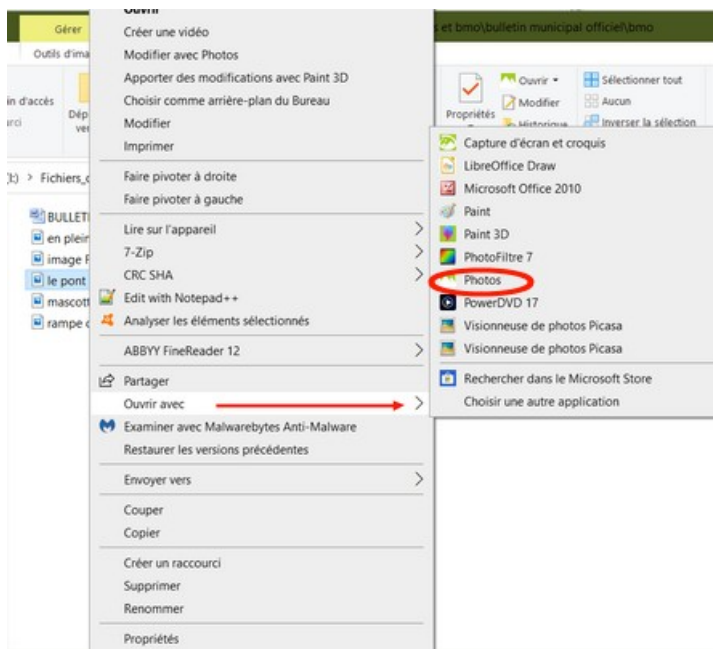 Gérer
s et bmo\bulletin municipal officiel\bmo
Outils d'ima
in d'accès
urci
Dép
ver
Propriétés
Ouvrir
Modifier
Historique
Sélectionner tout
Aucun
Inverser la sélection
> Fichiers_c
BULLETI
en plein
image F
le pont
mascott
rampe c
Ouvrir
Créer une vidéo
Modifier avec Photos
Apporter des modifications avec Paint 3D
Choisir comme arrière-plan du Bureau
Modifier
Imprimer
Faire pivoter à droite
Faire pivoter à gauche
Lire sur l'appareil
7-Zip
CRC SHA
Edit with Notepad++
Analyser les éléments sélectionnés
ABBYY FineReader 12
Partager
Ouvrir avec
Examiner avec Malwarebytes Anti-Malware
Restaurer les versions précédentes
Envoyer vers
Couper
Copier
Créer un raccourci
Supprimer
Renommer
Propriétés
Capture d'écran et croquis
LibreOffice Draw
Microsoft Office 2010
Paint
Paint 3D
PhotoFiltre 7
Photos
PowerDVD 17
Visionneuse de photos Picasa
Visionneuse de photos Picasa
Rechercher dans le Microsoft Store
Choisir une autre application